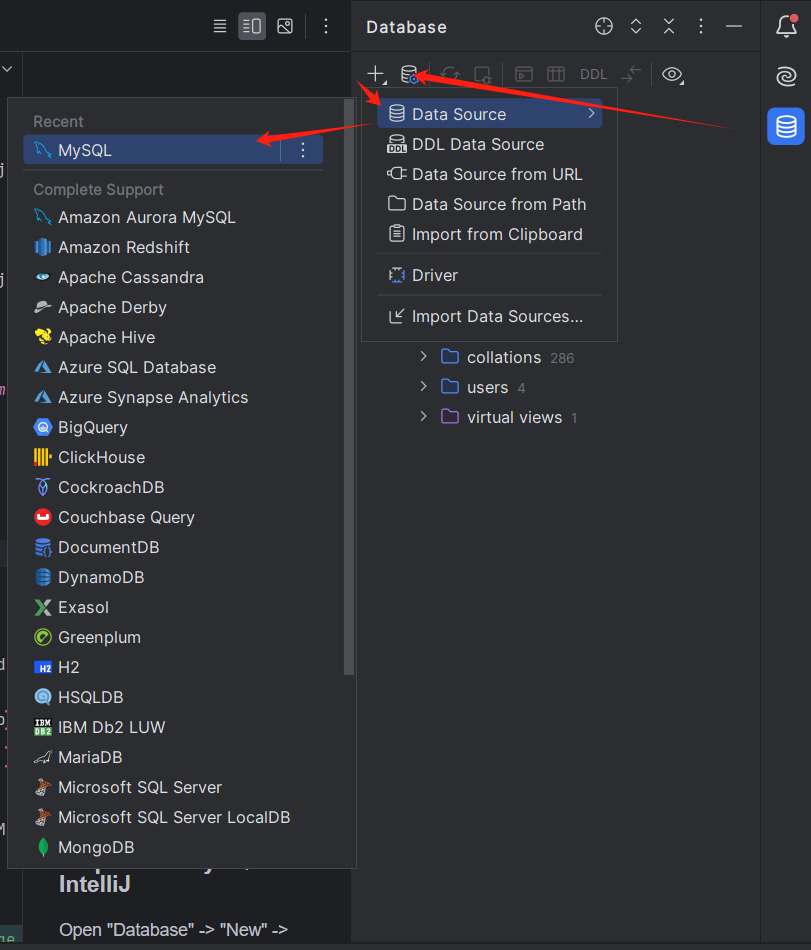 Database
DDL
Data Source
DDL Data Source
Data Source from URL
Data Source from Path
Import from Clipboard
Driver
Import Data Sources...
collations 286
users 4
virtual views 1
Recent
MySQL
Complete Support
Amazon Aurora MySQL
Amazon Redshift
Apache Cassandra
Apache Derby
Apache Hive
Azure SQL Database
Azure Synapse Analytics
BigQuery
ClickHouse
CockroachDB
Couchbase Query
DocumentDB
DynamoDB
Exasol
Greenplum
H2 H2
HSQLDB
IBM DB2 IBM Db2 LUW
MariaDB
Microsoft SQL Server
Microsoft SQL Server LocalDB
MongoDB
IntelliJ
Open "Database" -> "New" ->